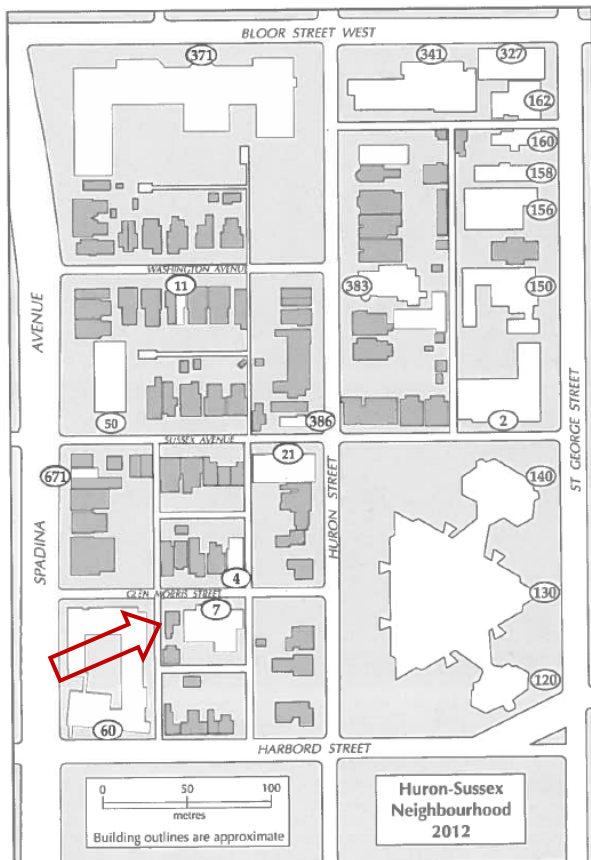 BLOOR STREET WEST
371
341
327
162
160
158
156
WASHINGTON AVENUE
11
383
150
AVENUE
50
386
2
SUSSEX AVENUE
ST GEORGE STREET
671
21
140
HURON STREET
SPADINA
4
130
GLEN MORRIS STREET
7
120
60
HARBORD STREET
0 50 100
metres
Building outlines are approximate
Huron-Sussex
Neighbourhood
2012